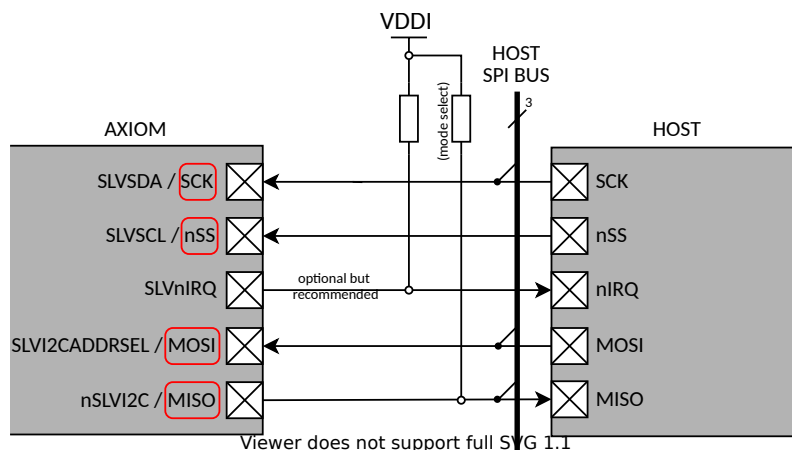 VDDI
HOST
SPI BUS
3
(mode select)
AXIOM
HOST
SLVSDA / SCK
SCK
SLVSCL / nSS
nSS
SLVnIRQ
optional but
recommended
nIRQ
SLVI2CADDRSEL / MOSI
MOSI
nSLVI2C / MISO
MISO
Viewer does not support full SVG 1.1